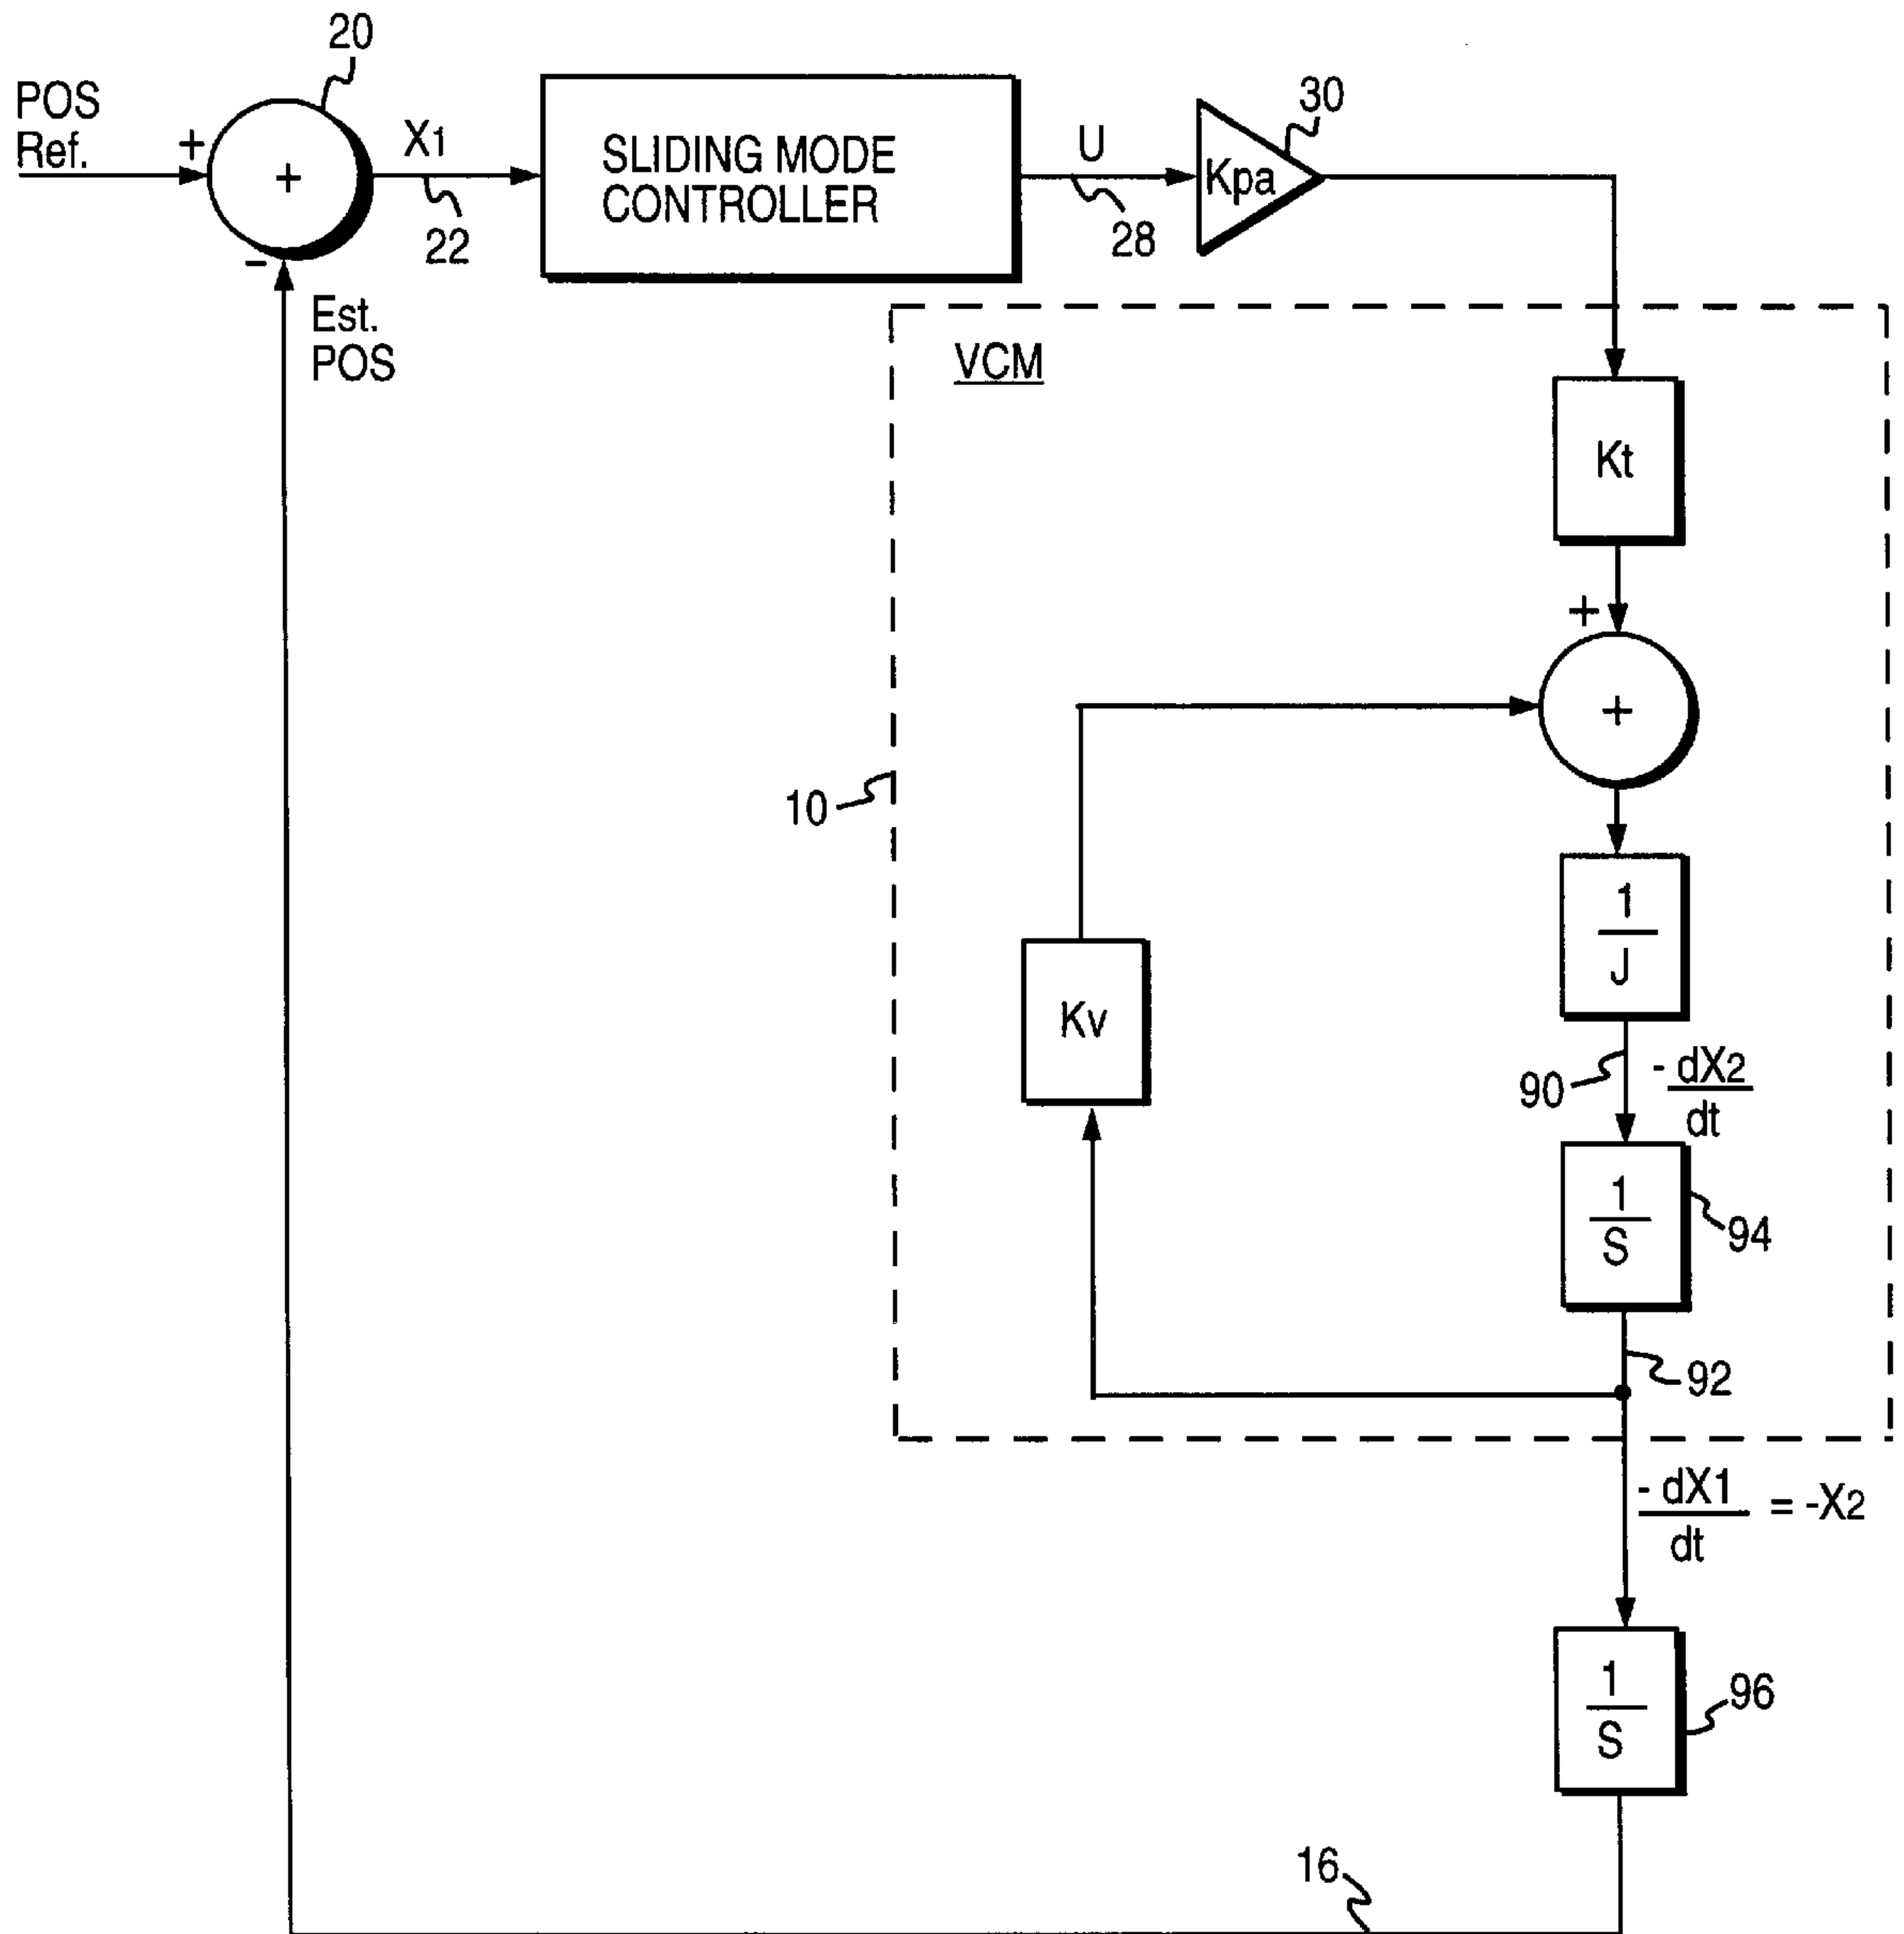 20
POS
Ref.
+
+
-
X1
22
SLIDING MODE
CONTROLLER
U
28
Kpa
30
Est.
POS
VCM
Kt
+
+
10
1
J
Kv
90
- dX2
dt
1
S
94
92
- dX1
dt
= -X2
1
S
96
16